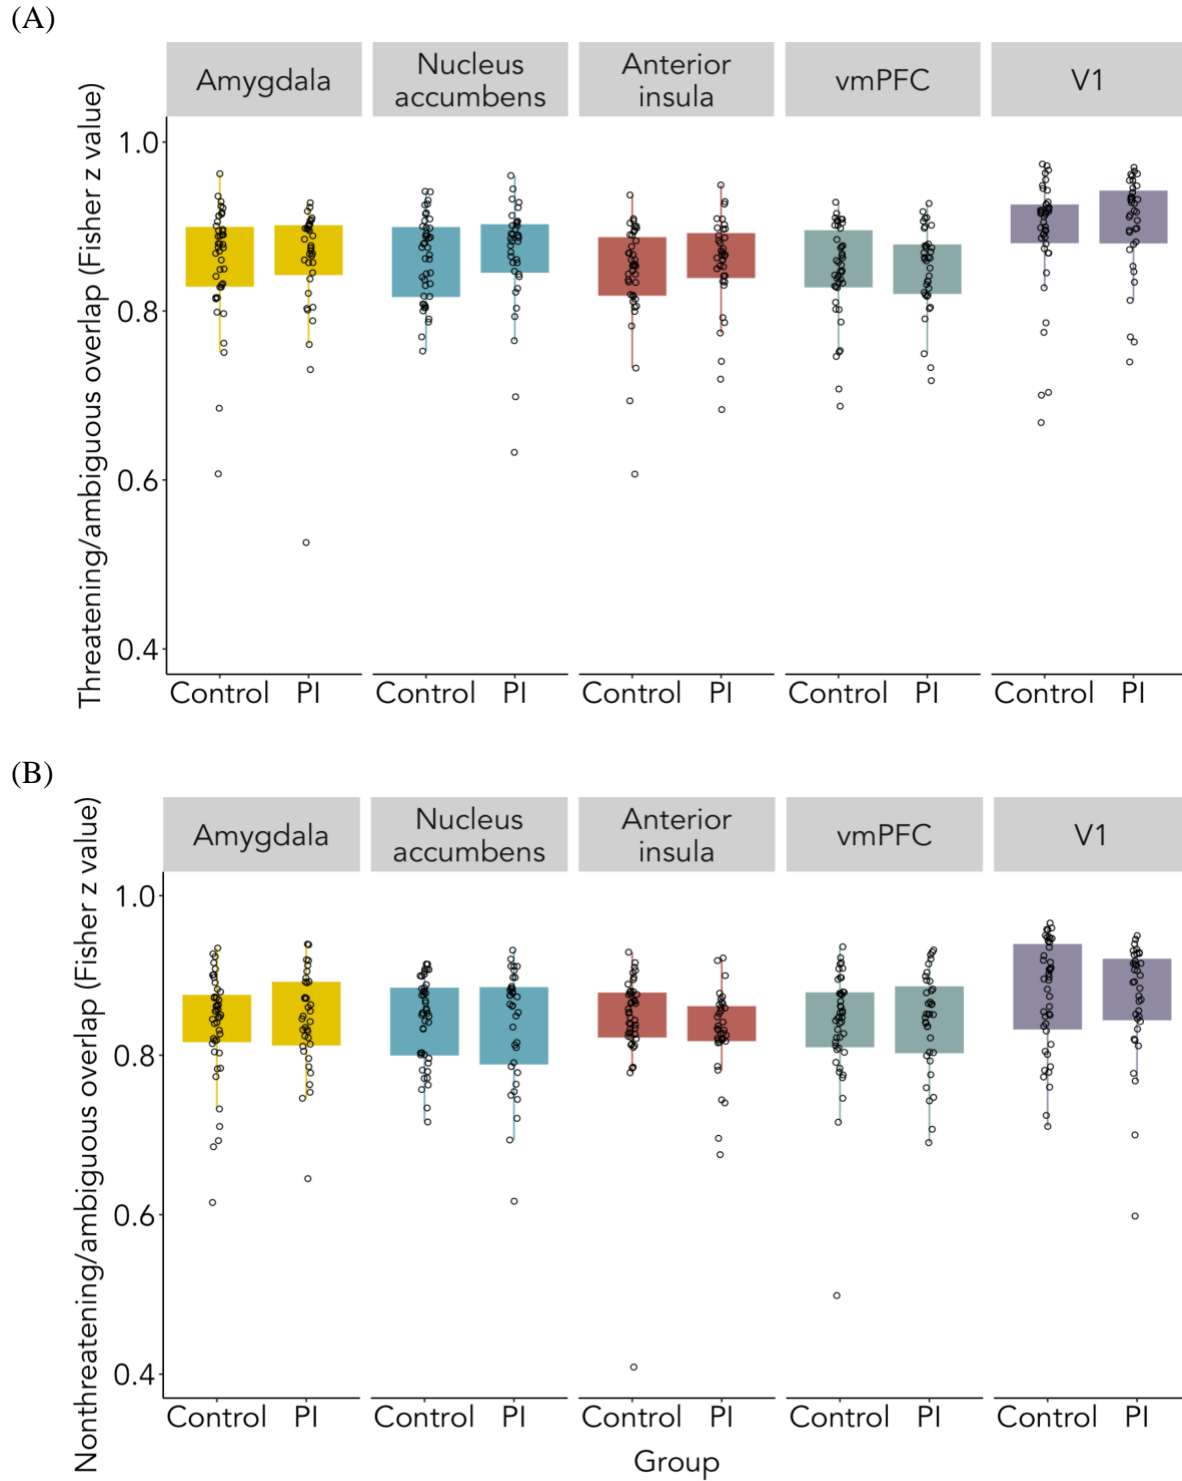 (A)
Amygdala
Nucleus
accumbens
Anterior
insula
vmPFC
V1
Threatening/ambiguous overlap (Fisher z value)
1.0
0.8
0.6
0.4
Control PI Control PI Control PI Control PI Control PI
(B)
Amygdala
Nucleus
accumbens
Anterior
insula
vmPFC
V1
Nonthreatening/ambiguous overlap (Fisher z value)
1.0
0.8
0.6
0.4
Control PI Control PI Control PI Control PI Control PI
Group